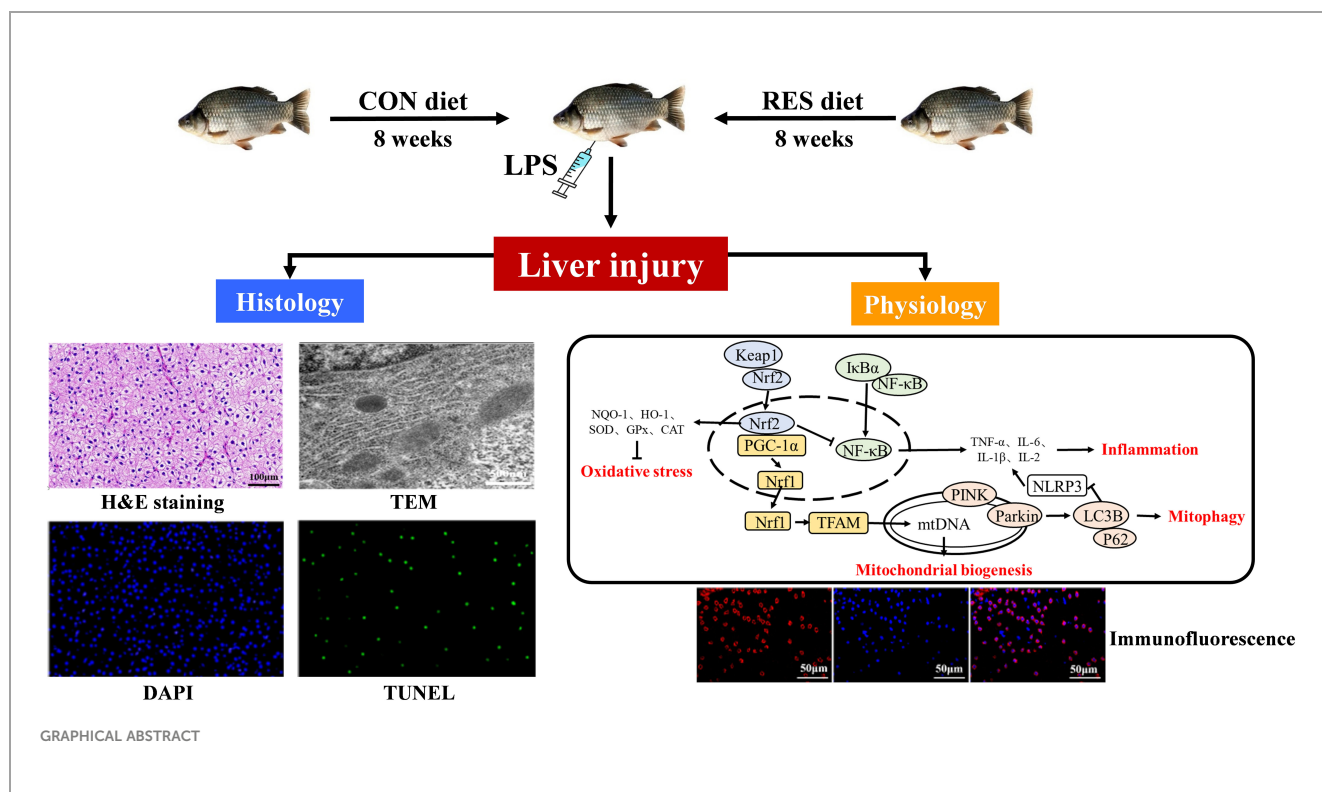 CON diet
8 weeks
RES diet
8 weeks
LPS
Liver injury
Histology
Physiology
100μm
500nm
H&E staining
TEM
DAPI
TUNEL
Keap1
Nrf2
IκBα
NF-κB
NQO-1、HO-1、
SOD、GPx、CAT
Oxidative stress
Nrf2
PGC-1α
Nrf1
NF-κB
TNF-α、IL-6、
IL-1β、IL-2
Inflammation
NLRP3
Nrf1
TFAM
mtDNA
PINK
Parkin
LC3B
P62
Mitophagy
Mitochondrial biogenesis
50μm
50μm
50μm
Immunofluorescence
GRAPHICAL ABSTRACT